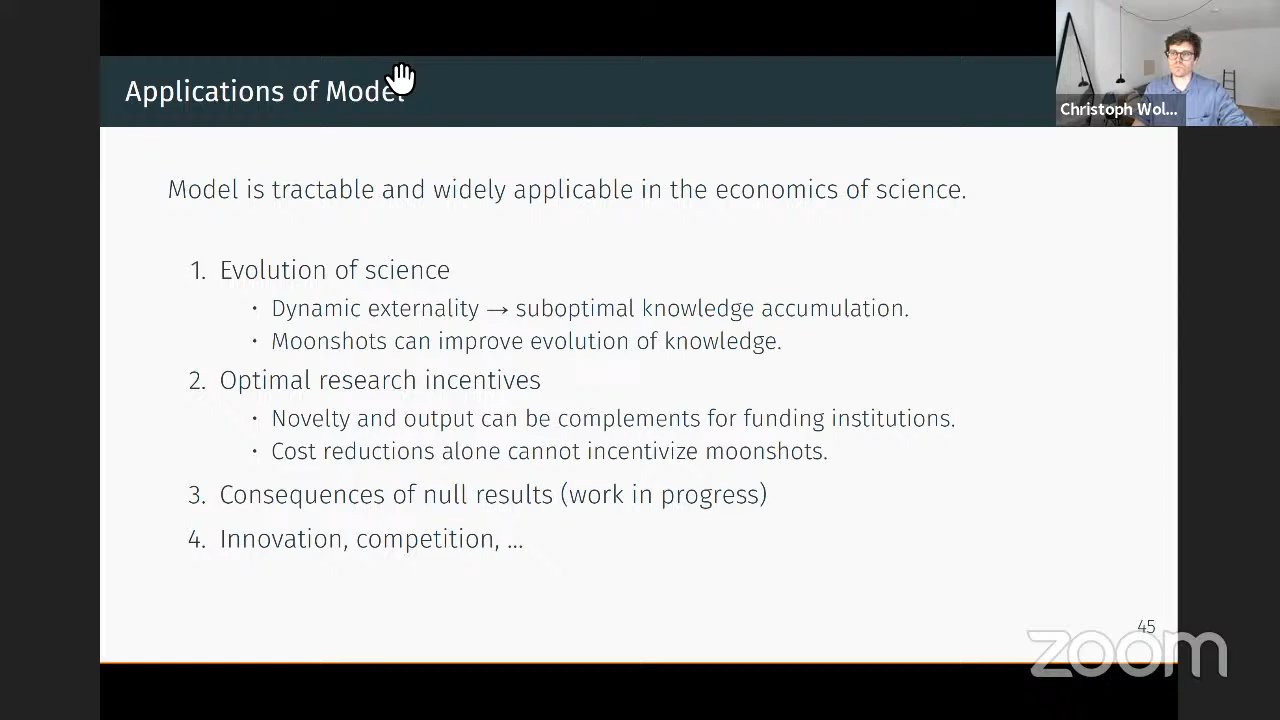 Applications of Model
Christoph Wol...
Model is tractable and widely applicable in the economics of science.
1. Evolution of science
· Dynamic externality → suboptimal knowledge accumulation.
· Moonshots can improve evolution of knowledge.
2. Optimal research incentives
· Novelty and output can be complements for funding institutions.
· Cost reductions alone cannot incentivize moonshots.
3. Consequences of null results (work in progress)
4. Innovation, competition, ...
45
zoom